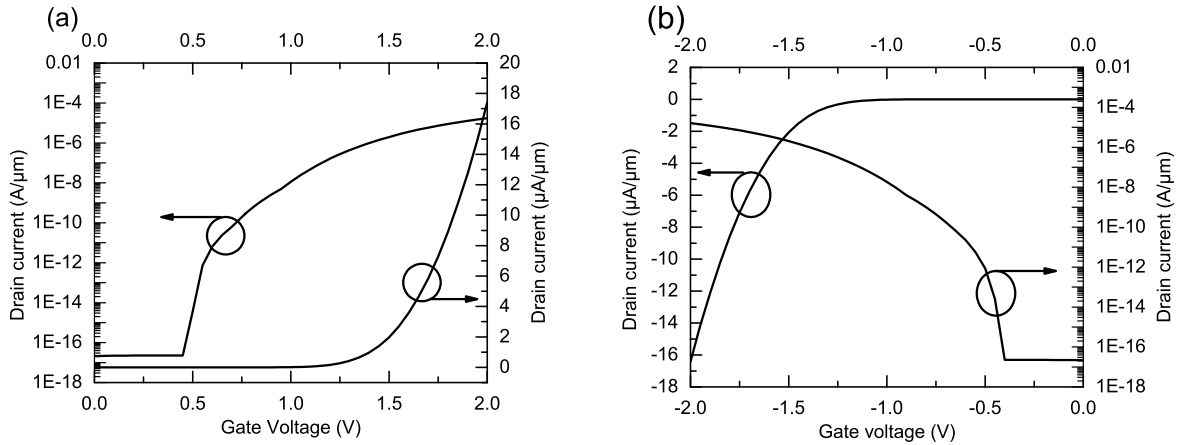 (a)
0.0 0.5 1.0 1.5 2.0
0.01
1E-4
1E-6
1E-8
1E-10
1E-12
1E-14
1E-16
1E-18
Drain current (A/μm)
20
18
16
14
12
10
8
6
4
2
0
Drain current (μA/μm)
0.0 0.5 1.0 1.5 2.0
Gate Voltage (V)
(b)
-2.0 -1.5 -1.0 -0.5 0.0
2
0
-2
-4
-6
-8
-10
-12
-14
-16
-18
Drain current (μA/μm)
0.01
1E-4
1E-6
1E-8
1E-10
1E-12
1E-14
1E-16
1E-18
Drain current (A/μm)
-2.0 -1.5 -1.0 -0.5 0.0
Gate voltage (V)